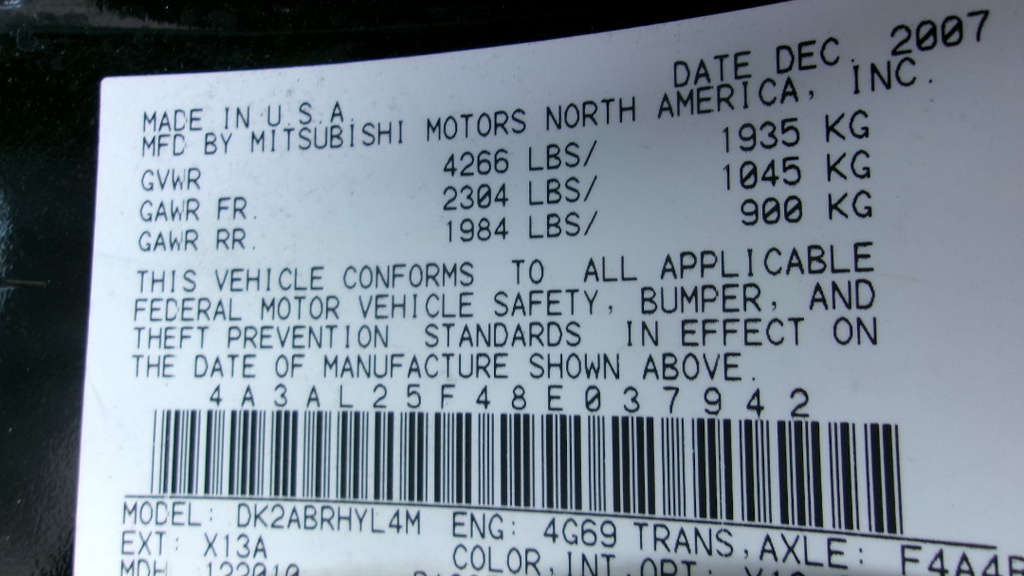 DATE DEC. 2007
MADE IN U.S.A.
MFD BY MITSUBISHI MOTORS NORTH AMERICA, INC.
GVWR 4266 LBS/ 1935 KG
GAWR FR. 2304 LBS/ 1045 KG
GAWR RR. 1984 LBS/ 900 KG
THIS VEHICLE CONFORMS TO ALL APPLICABLE
FEDERAL MOTOR VEHICLE SAFETY, BUMPER, AND
THEFT PREVENTION STANDARDS IN EFFECT ON
THE DATE OF MANUFACTURE SHOWN ABOVE.
4A3AL25F48E037942
MODEL: DK2ABRHYL4M ENG: 4G69 TRANS,AXLE: F4A4
EXT: X13A COLOR,INT,OPT:
MDH 122010